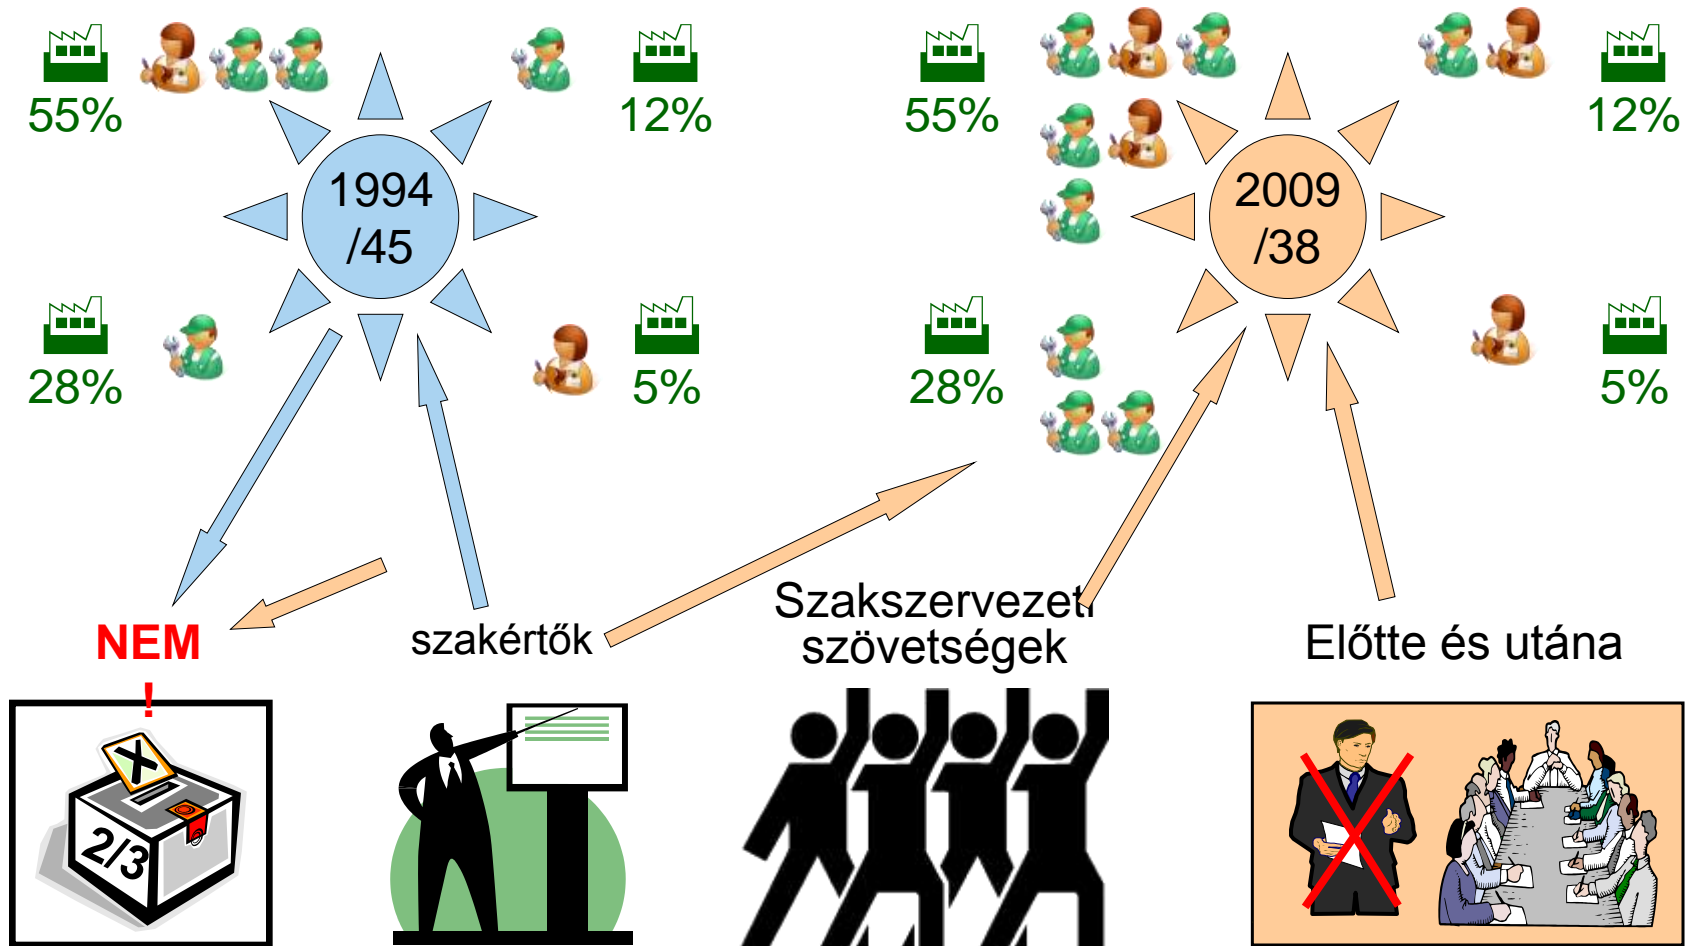 55%
12%
55%
12%
1994
/45
2009
/38
28%
5%
28%
5%
NEM
!
szakértők
Szakszervezeti
szövetségek
Előtte és utána
X
2/3